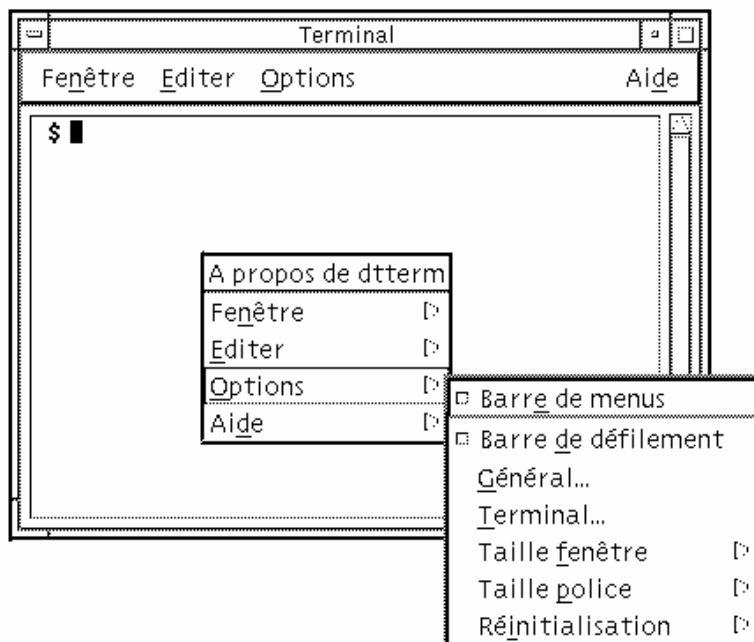 Terminal
Fenêtre Editer Options Aide
$
A propos de dtterm
Fenêtre
Editer
Options
Aide
Barre de menus
Barre de défilement
Général...
Terminal...
Taille fenêtre
Taille police
Réinitialisation